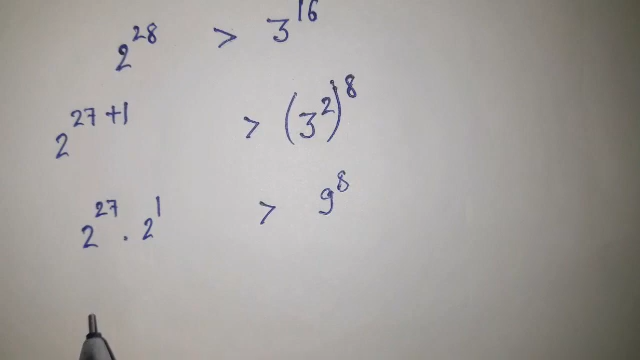 2^28 > 3^16
2^27+1 > (3^2)^8
2^27 . 2^1 > 9^8